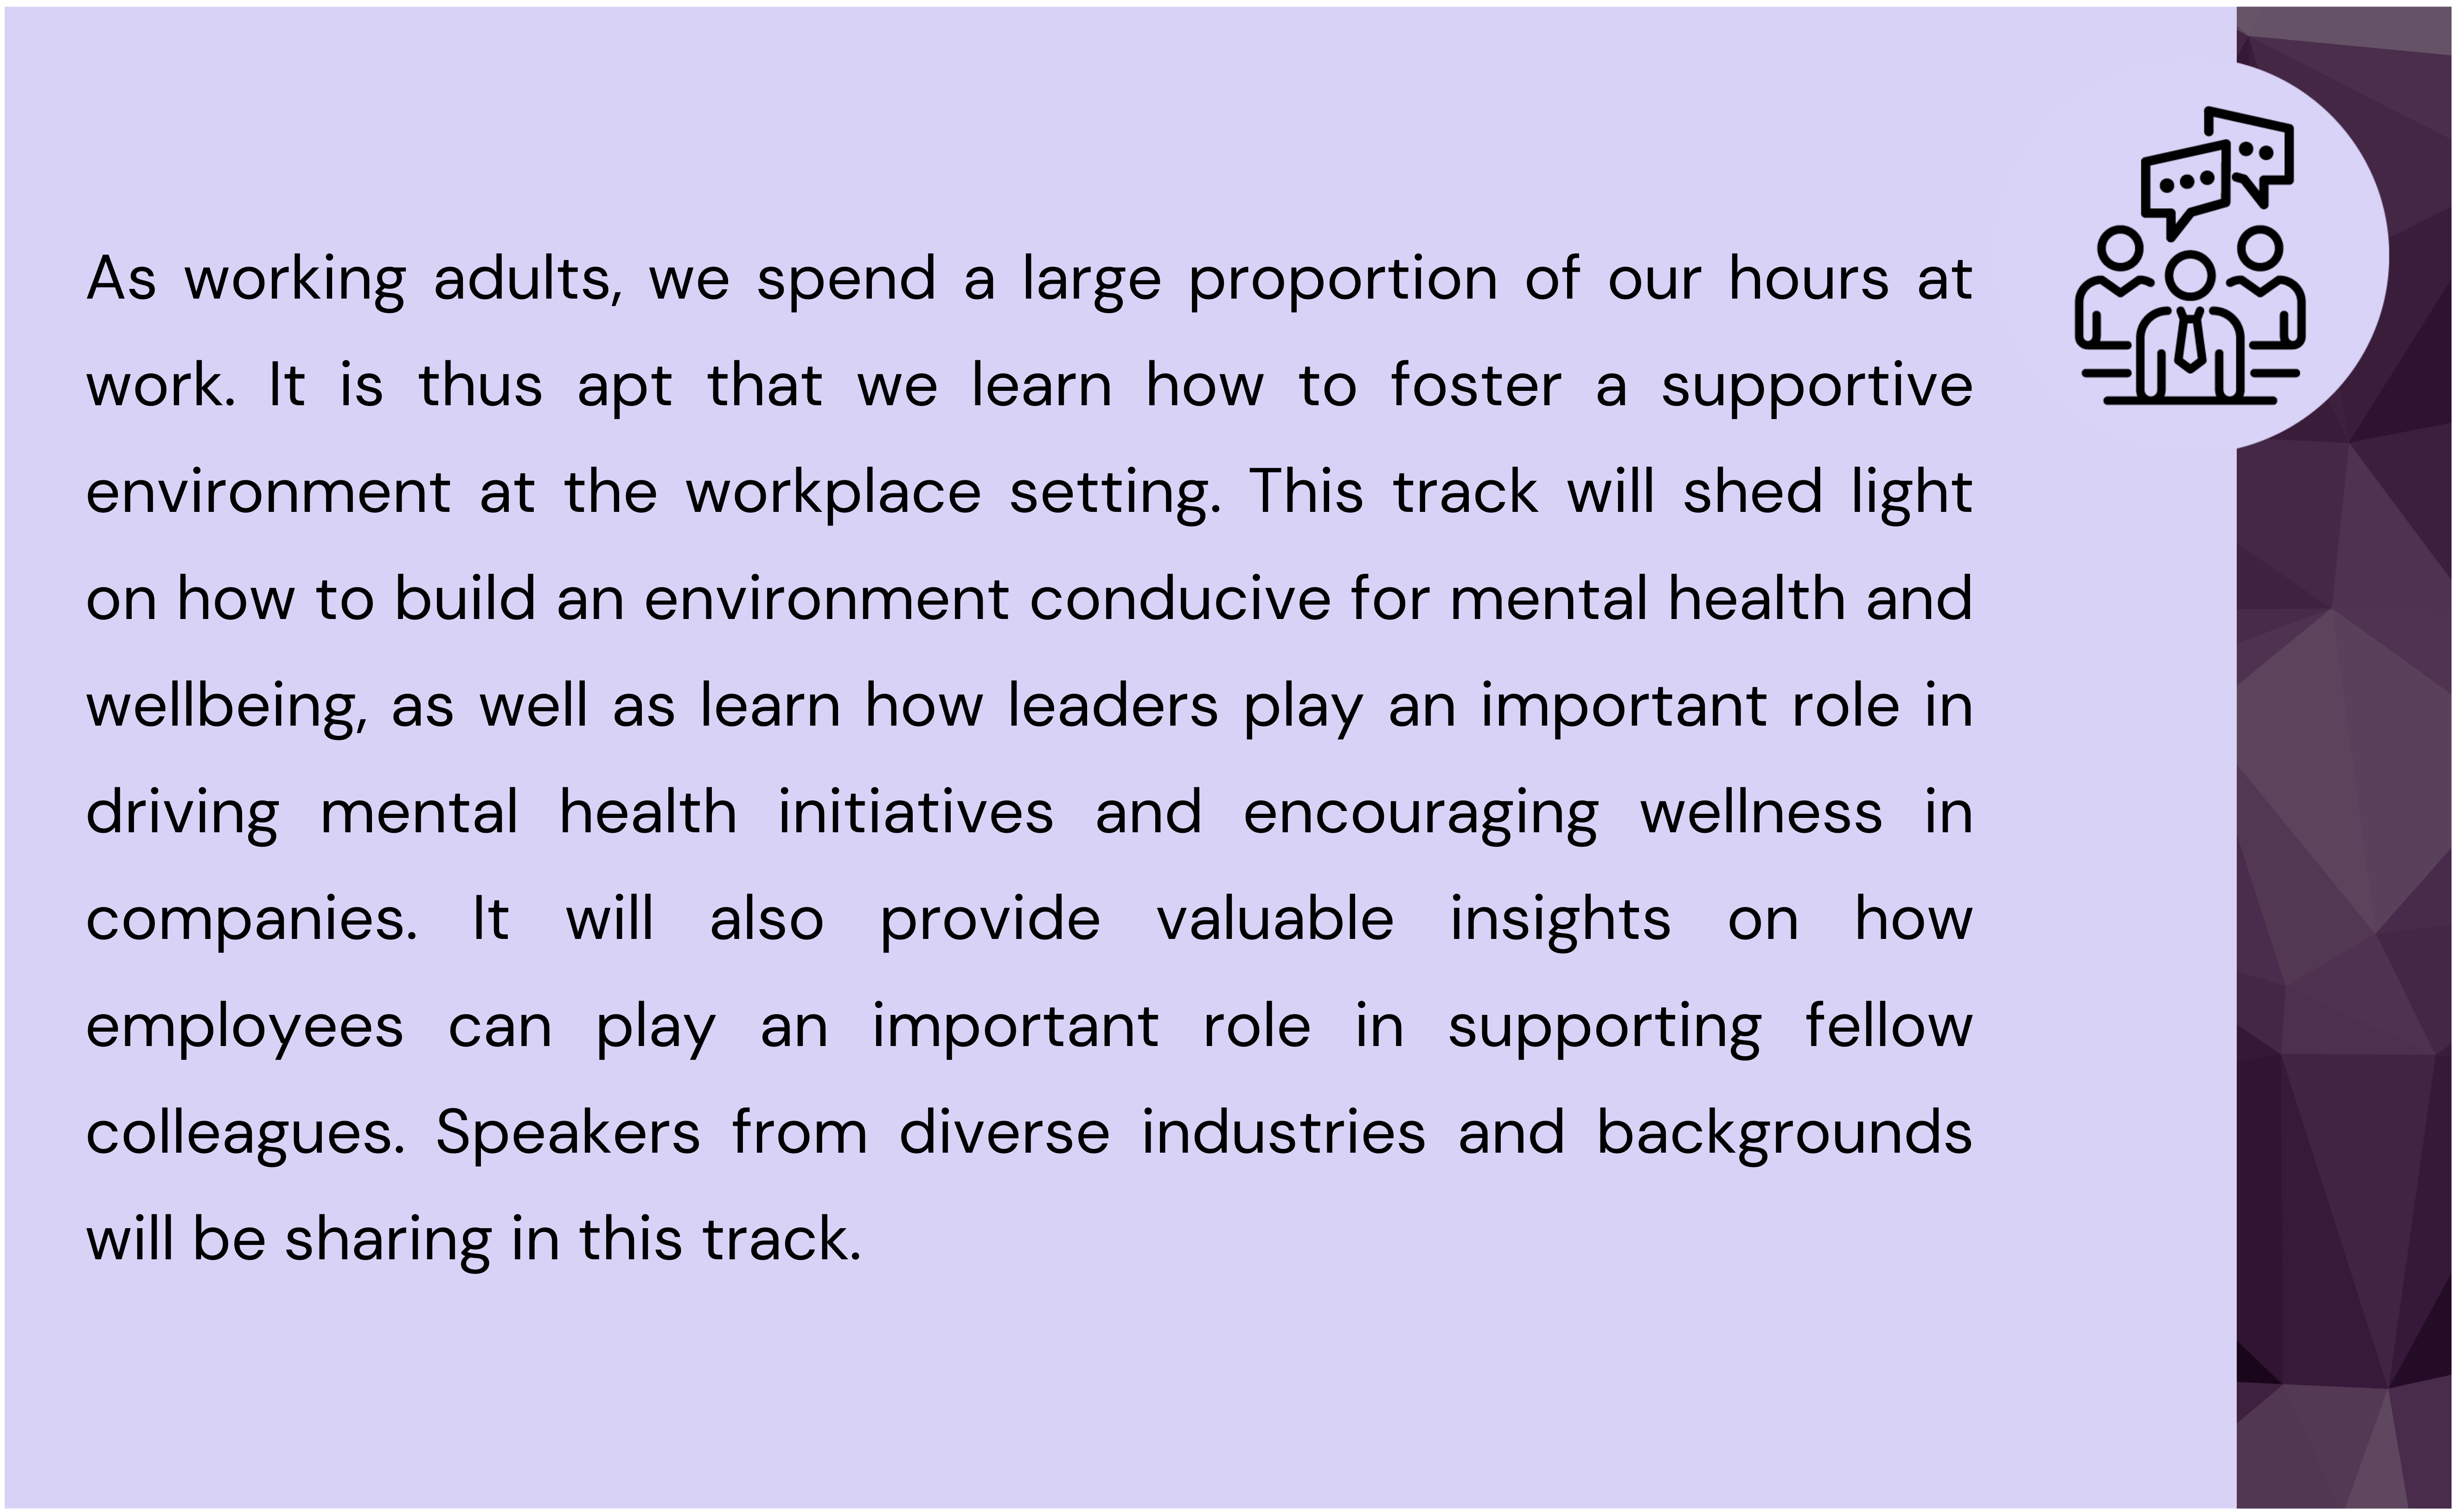 As working adults, we spend a large proportion of our hours at
work. It is thus apt that we learn how to foster a supportive
environment at the workplace setting. This track will shed light
on how to build an environment conducive for mental health and
wellbeing, as well as learn how leaders play an important role in
driving mental health initiatives and encouraging wellness in
companies. It will also provide valuable insights on how
employees can play an important role in supporting fellow
colleagues. Speakers from diverse industries and backgrounds
will be sharing in this track.